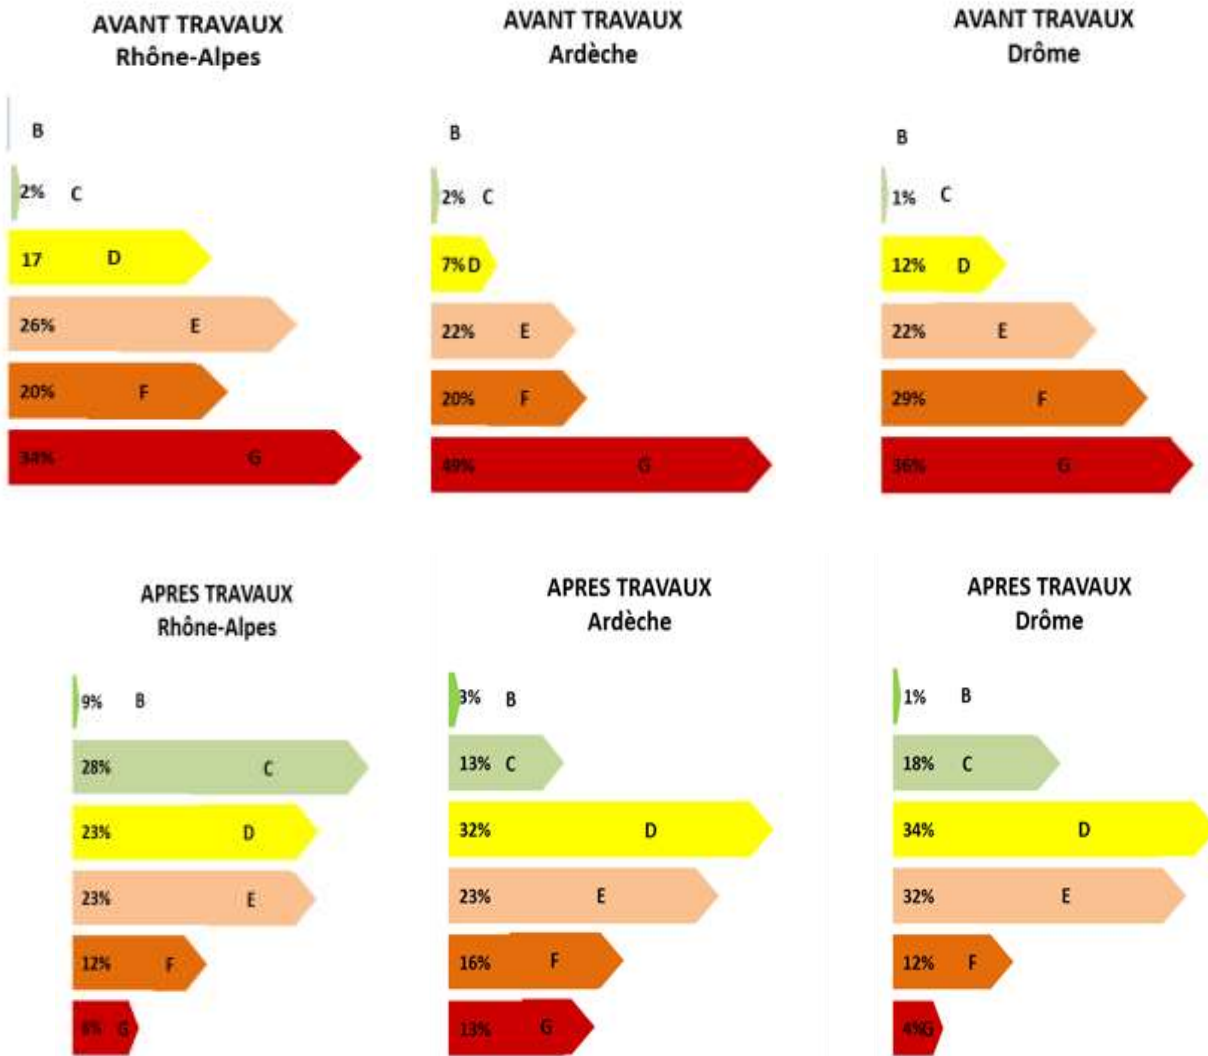 AVANT TRAVAUX
Rhône-Alpes
B
2% C
17 D
26% E
20% F
34% G
AVANT TRAVAUX
Ardèche
B
2% C
7% D
22% E
20% F
49% G
AVANT TRAVAUX
Drôme
B
1% C
12% D
22% E
29% F
36% G
APRES TRAVAUX
Rhône-Alpes
9% B
28% C
23% D
23% E
12% F
G
APRES TRAVAUX
Ardèche
3% B
13% C
32% D
23% E
16% F
13% G
APRES TRAVAUX
Drôme
1% B
18% C
34% D
32% E
12% F
4% G